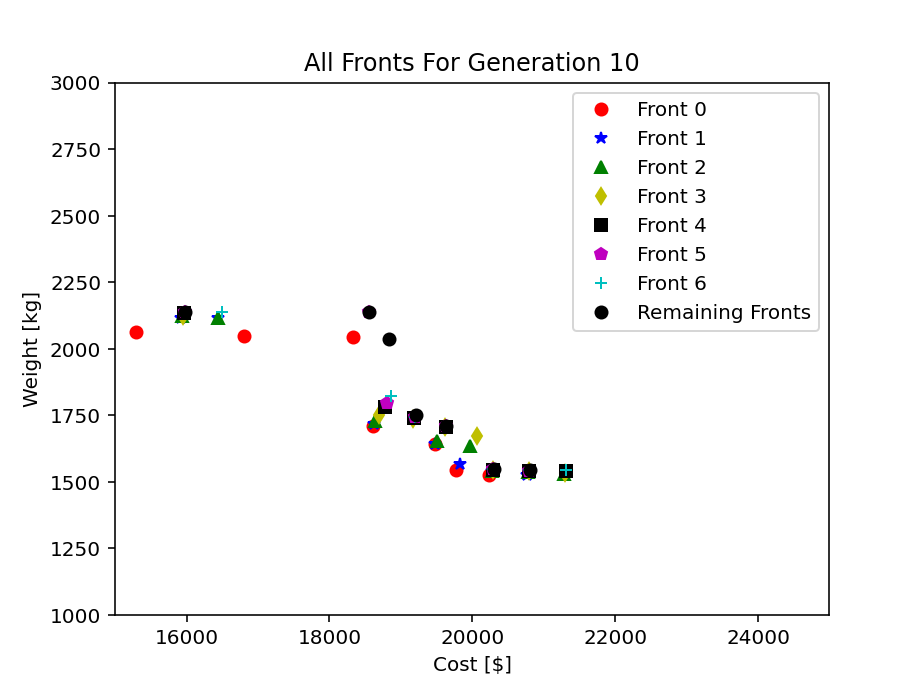 All Fronts For Generation 10
3000
2750
2500
2250
2000
1750
1500
1250
1000
Weight [kg]
16000
18000
20000
22000
24000
Cost [$]
Front 0
Front 1
Front 2
Front 3
Front 4
Front 5
Front 6
Remaining Fronts